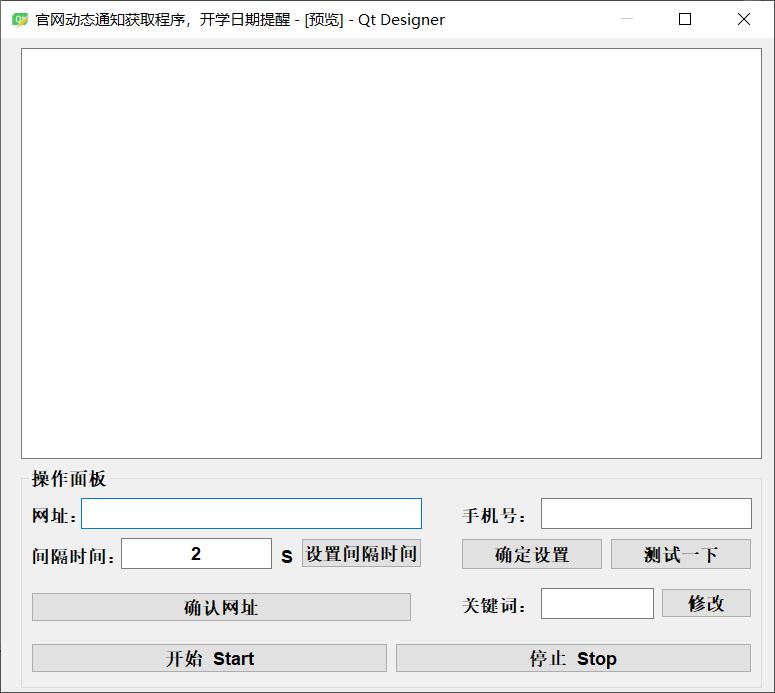 官网动态通知获取程序，开学日期提醒 - [预览] - Qt Designer
操作面板
网址：
手机号：
间隔时间： 2 S 设置间隔时间
确定设置 测试一下
确认网址
关键词： 修改
开始 Start 停止 Stop